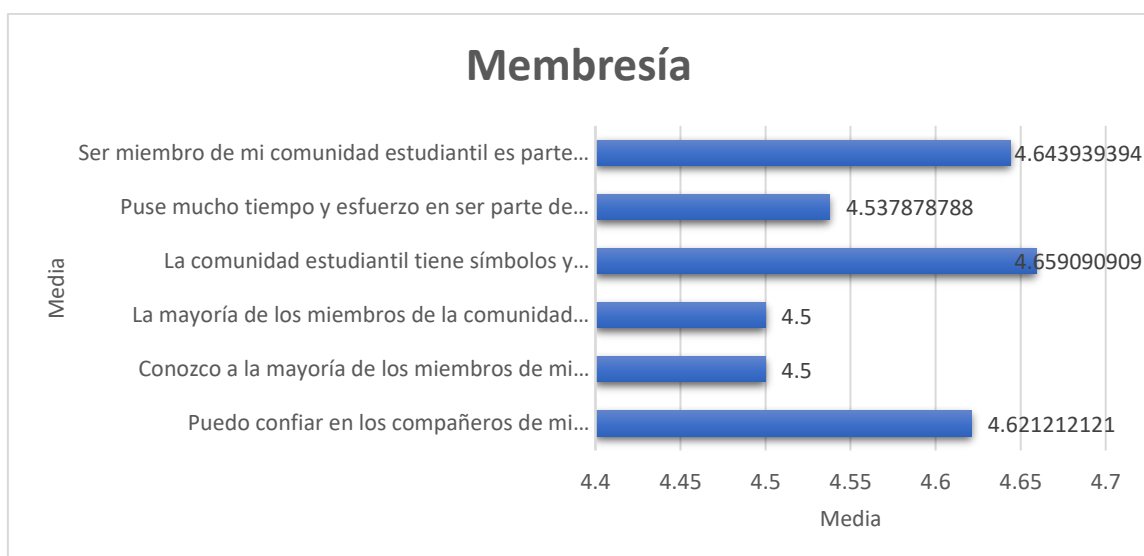 Membresía
Media
Ser miembro de mi comunidad estudiantil es parte... 4.643939394
Puse mucho tiempo y esfuerzo en ser parte de... 4.537878788
La comunidad estudiantil tiene símbolos y... 4.659090909
La mayoría de los miembros de la comunidad... 4.5
Conozco a la mayoría de los miembros de mi... 4.5
Puedo confiar en los compañeros de mi... 4.621212121
4.4 4.45 4.5 4.55 4.6 4.65 4.7
Media